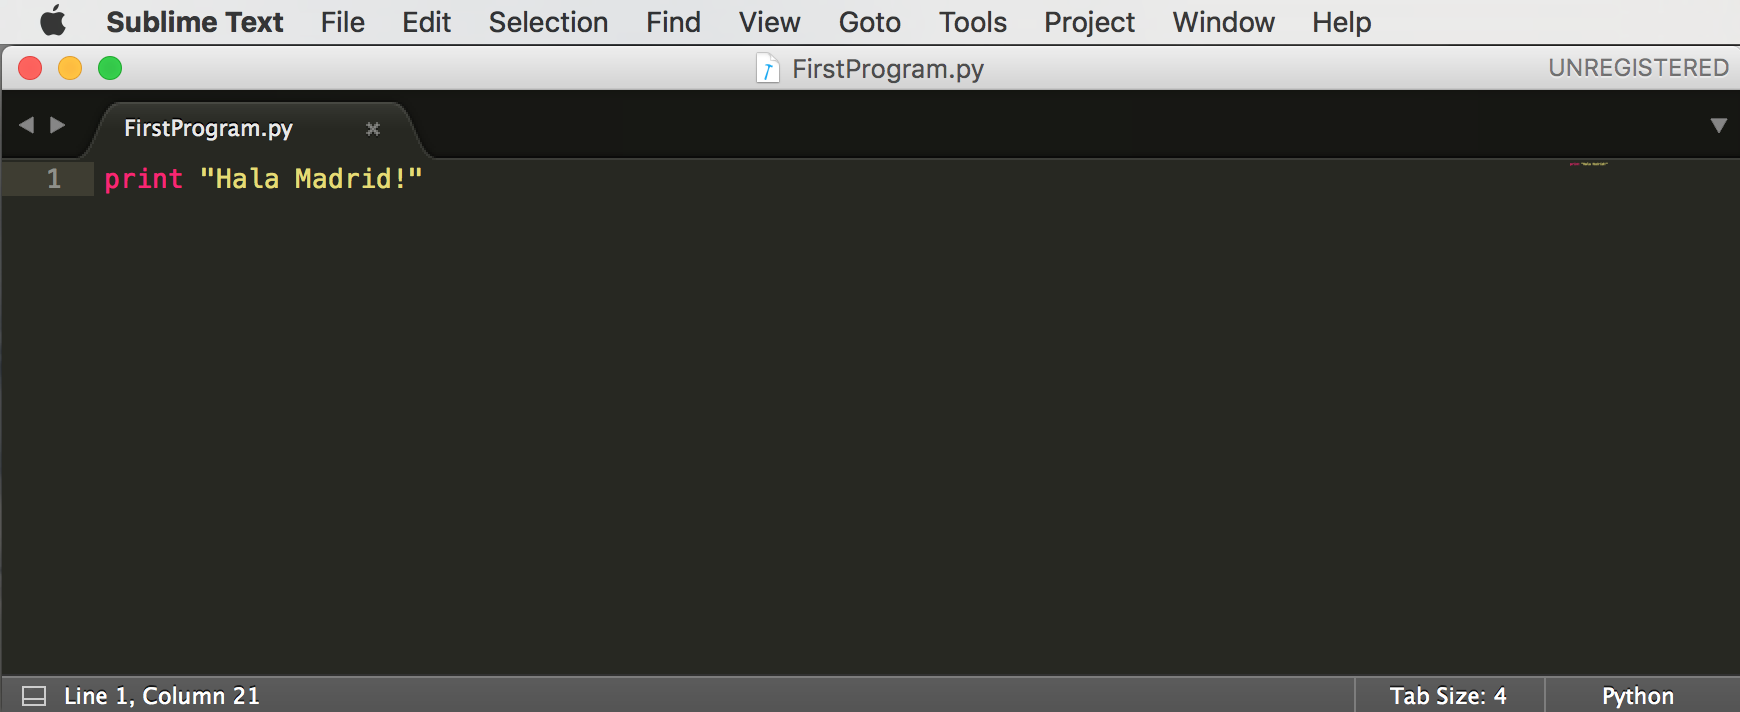 Sublime Text File Edit Selection Find View Goto Tools Project Window Help
FirstProgram.py UNREGISTERED
FirstProgram.py
1 print "Hala Madrid!"
Line 1, Column 21 Tab Size: 4 Python